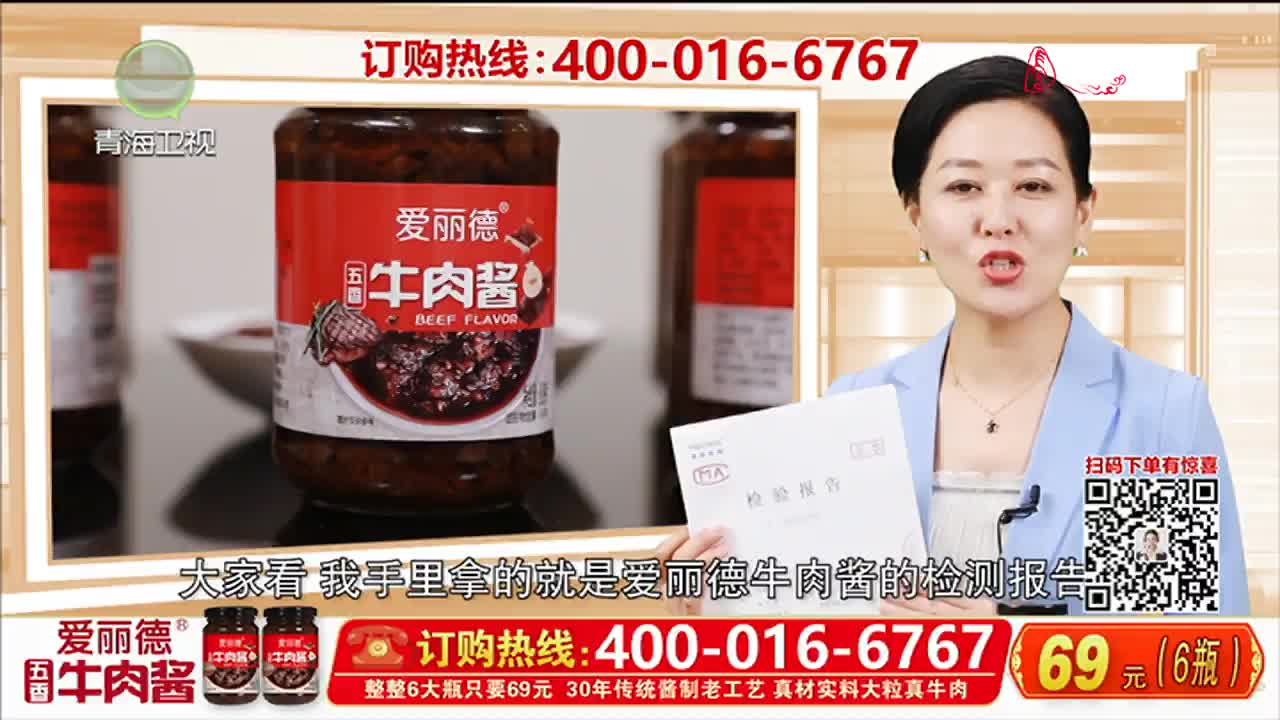 订购热线:400-016-6767
青海卫视
爱丽德®
五香
牛肉酱
BEEF FLAVOR
MA
检验报告
扫码下单有惊喜
大家看 我手里拿的就是爱丽德牛肉酱的检测报告
爱丽德®
五香
牛肉酱
订购热线:400-016-6767
整整6大瓶只要69元 30年传统酱制老工艺 真材实料大粒真牛肉
69元(6瓶)